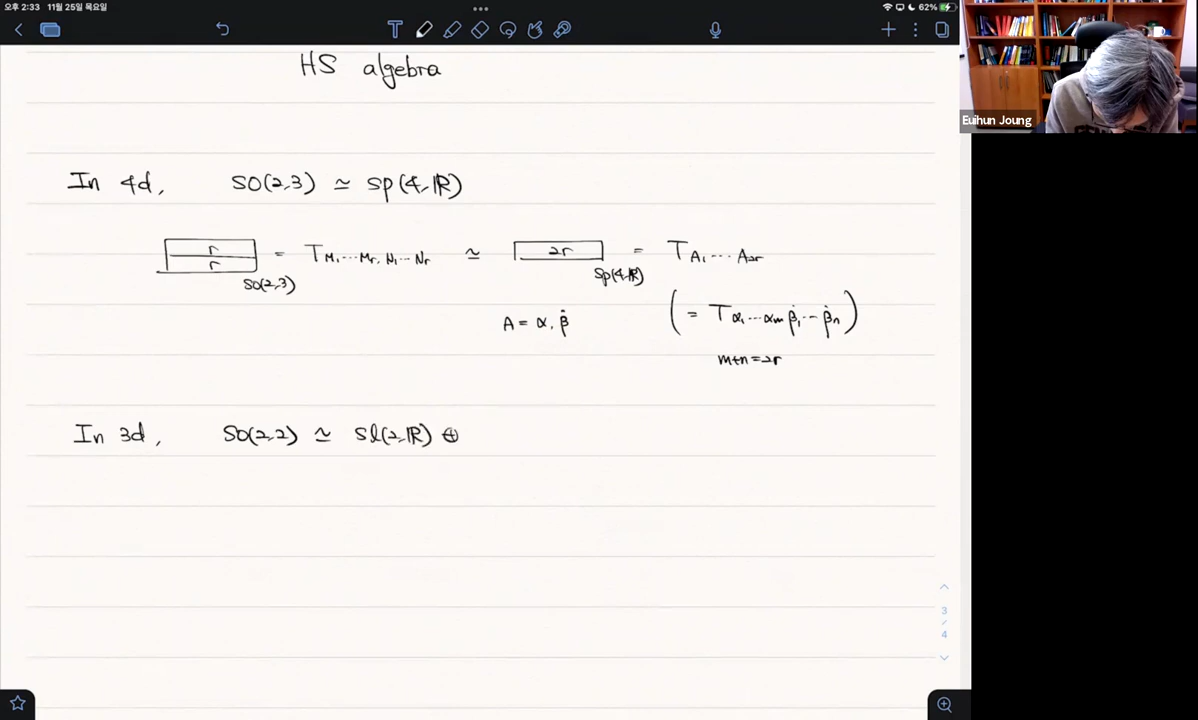 오후 2:33 11월 25일 목요일
62%
HS algebra
In 4d, SO(2,3) ≃ sp(4,ℝ)
r
r
SO(2,3)
= T_{M₁⋯Mᵣ, N₁⋯Nᵣ} ≃
2r
Sp(4,ℝ)
= T_{A₁⋯A₂ᵣ}
A = α, β̇
( = T_{α₁⋯αₘ β̇₁⋯β̇ₙ} )
m+n=2r
In 3d, SO(2,2) ≃ Sl(2,ℝ) ⊕
3
/
4
Euihun Joung